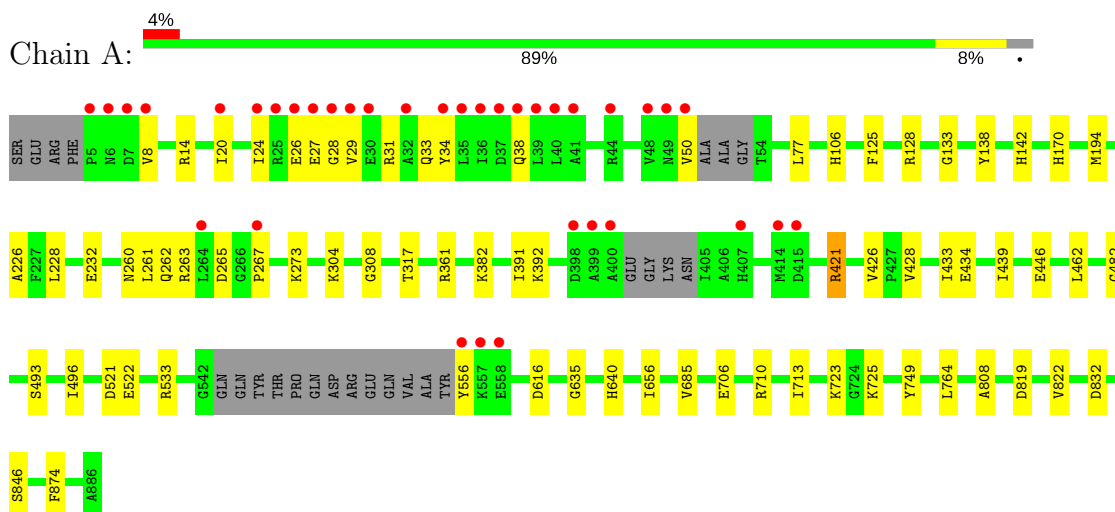 4%
Chain A:
89% 8% •
SER GLU ARG PHE P5 N6 D7 V8 R14 I20 I24 R25 E26 E27 G28 V29 E30 R31 A32 Q33 Y34 L35 I36 D37 Q38 L39 L40 A41 R44 V48 N49 V50 ALA ALA GLY T54 L77 H106 F125 R128 G133 Y138 H142 H170 M194
A226 F227 L228 E232 N260 L261 Q262 R263 L264 D265 G266 P267 K273 K304 G308 T317 R361 K382 I391 K392 D398 A399 A400 GLU GLY LYS ASN I405 A406 H407 M414 D415 R421 V426 P427 V428 I433 E434 I439 E446 L462
S493 I496 D521 E522 R533 G542 GLN GLN TYR THR PRO GLN ASP ARG GLU GLN VAL ALA TYR Y556 K557 E558 D616 G635 H640 I656 V685 E706 R710 I713 K723 G724 K725 Y749 L764 A808 D819 V822 D832
S846 F874 A886